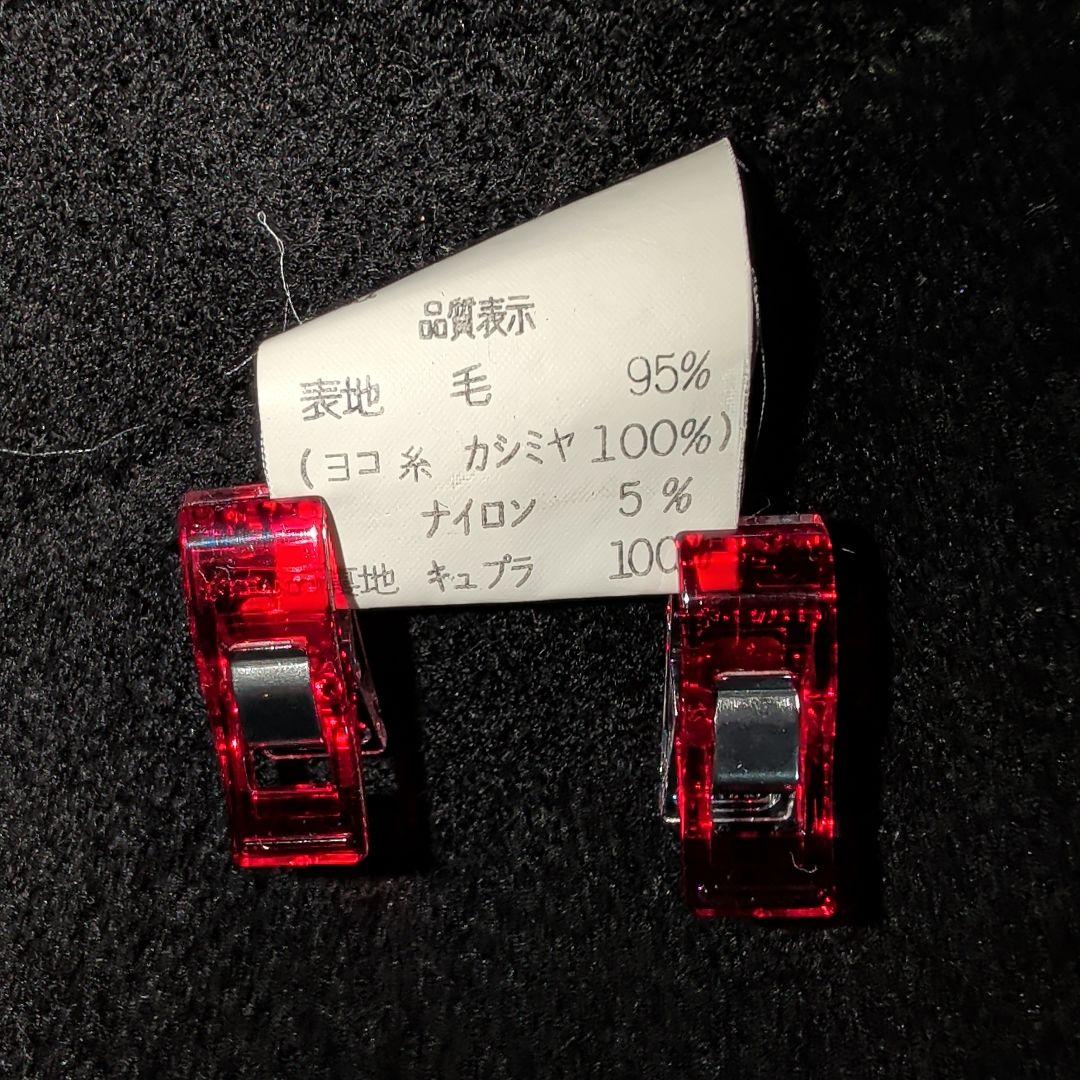 品質表示
表地 毛 95%
(ヨコ糸 カシミヤ 100%)
ナイロン 5%
裏地 キュプラ 100